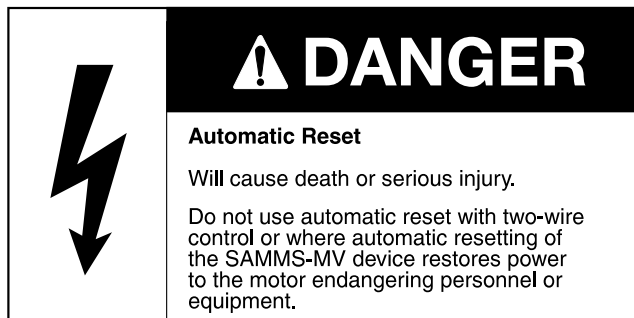 DANGER
Automatic Reset
Will cause death or serious injury.
Do not use automatic reset with two-wire
control or where automatic resetting of
the SAMMS-MV device restores power
to the motor endangering personnel or
equipment.